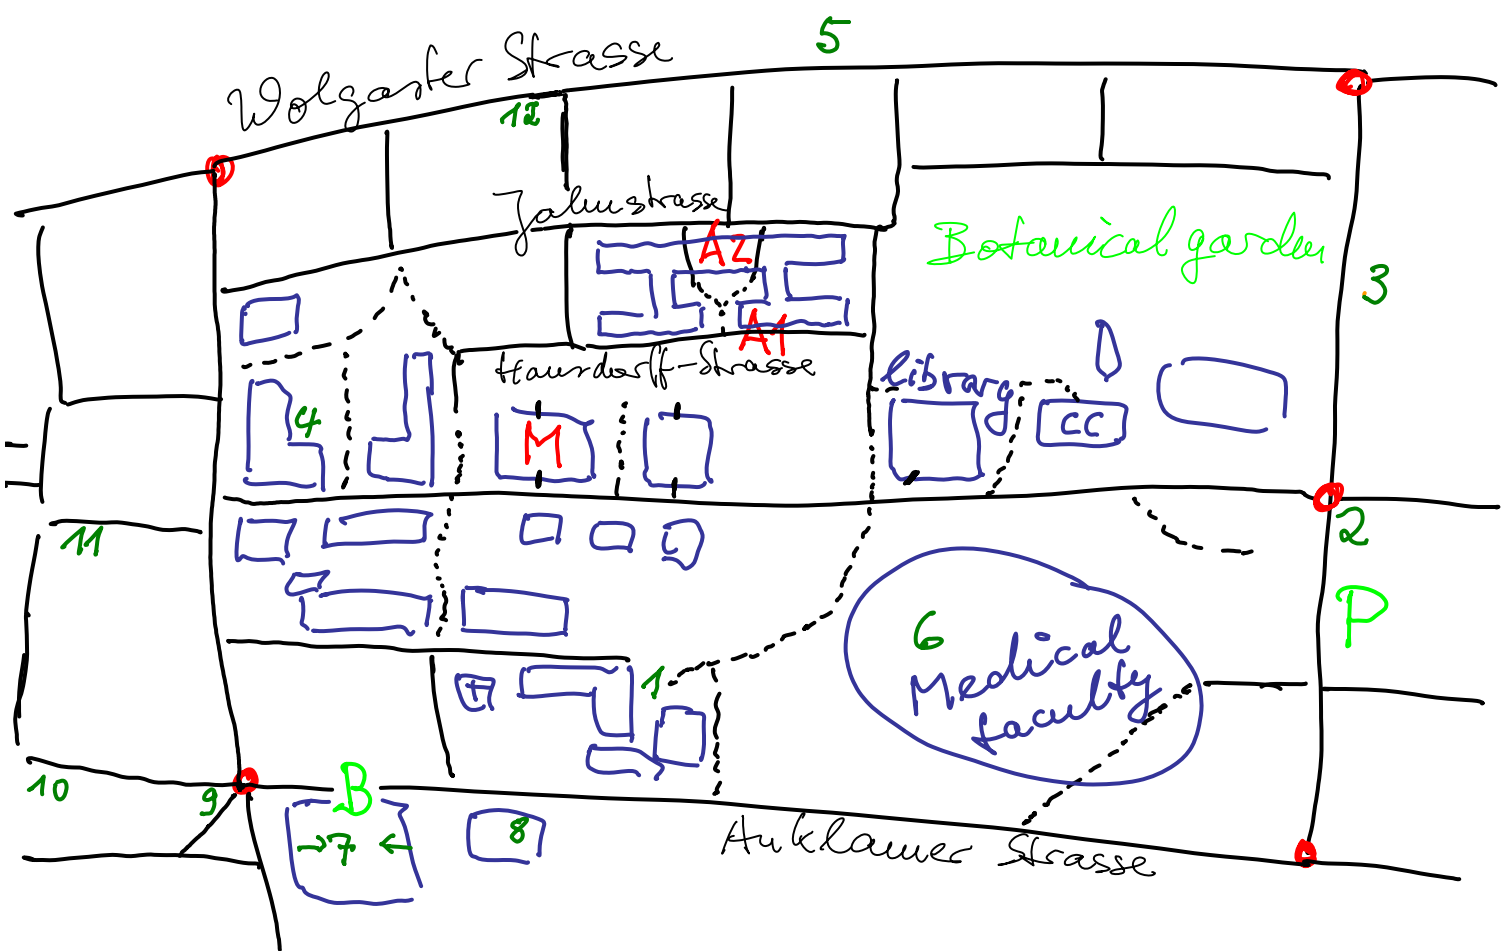 5
Wolgaster Strasse
12
Jahnstrasse
A2
Botanical garden
3
A1
Hausdorff-Strasse
library
4
M
CC
11
2
P
6
Medical
faculty
1
10
9
B
→7←
8
Anklamer Strasse